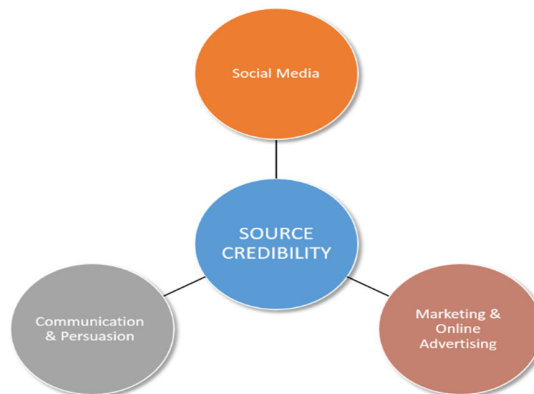 Social Media
SOURCE
CREDIBILITY
Communication
& Persuasion
Marketing &
Online
Advertising